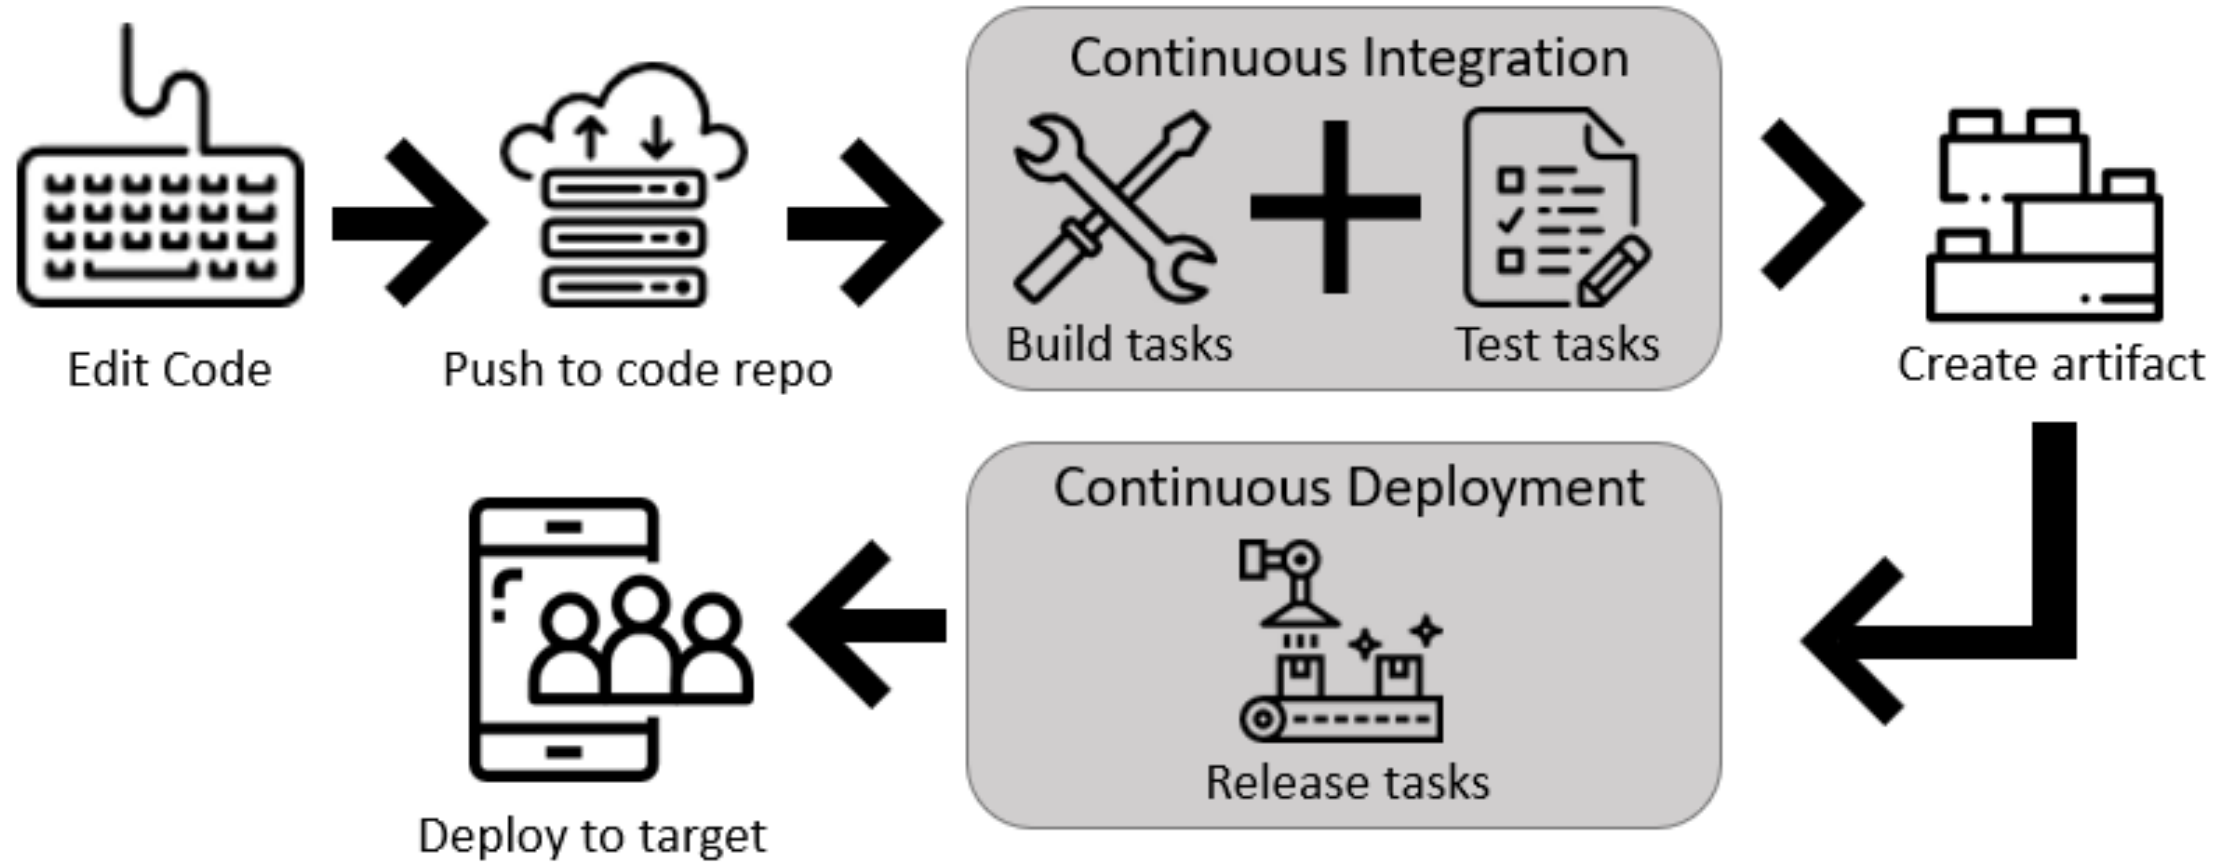 Continuous Integration
Build tasks
Test tasks
Edit Code
Push to code repo
Create artifact
Continuous Deployment
Release tasks
Deploy to target